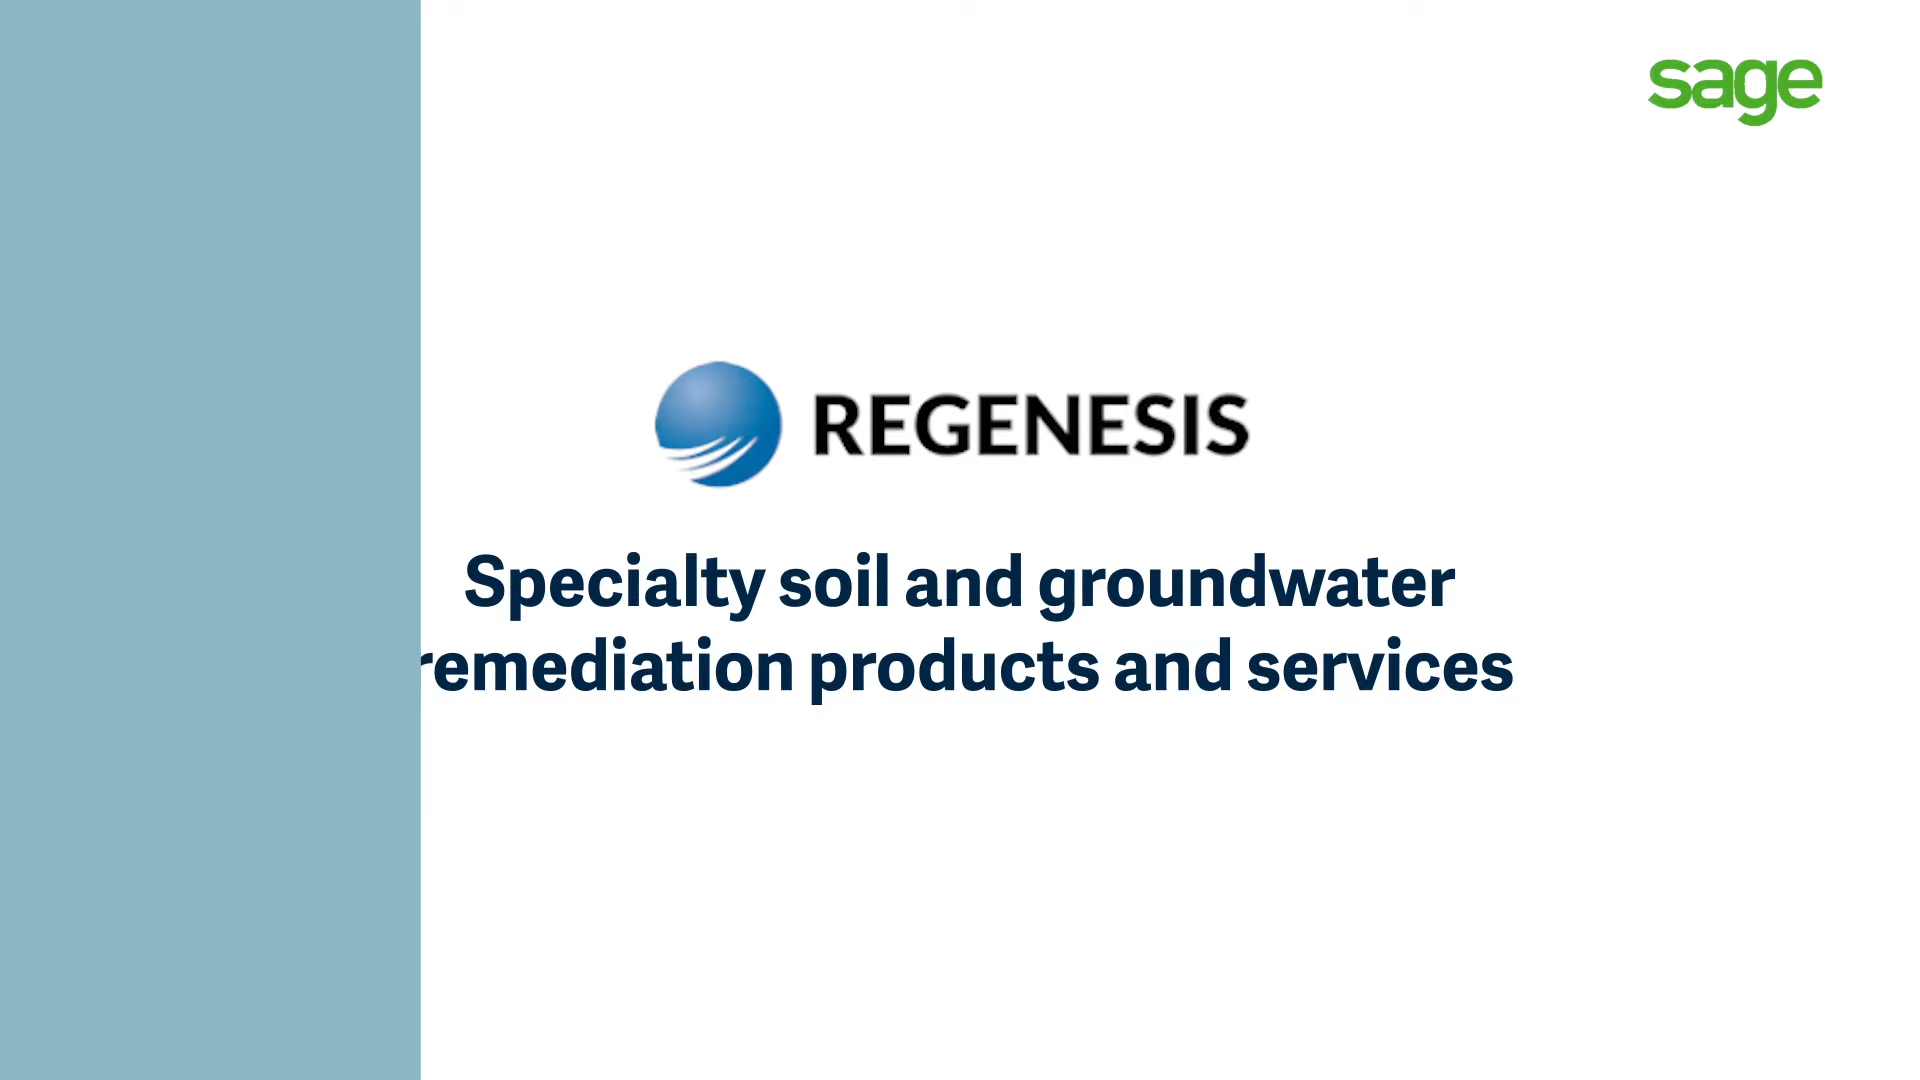 sage
REGENESIS
Specialty soil and groundwater
remediation products and services